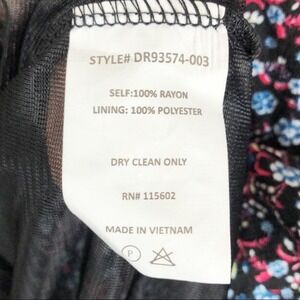 STYLE# DR93574-003
SELF:100% RAYON
LINING: 100% POLYESTER
DRY CLEAN ONLY
RN# 115602
MADE IN VIETNAM
P